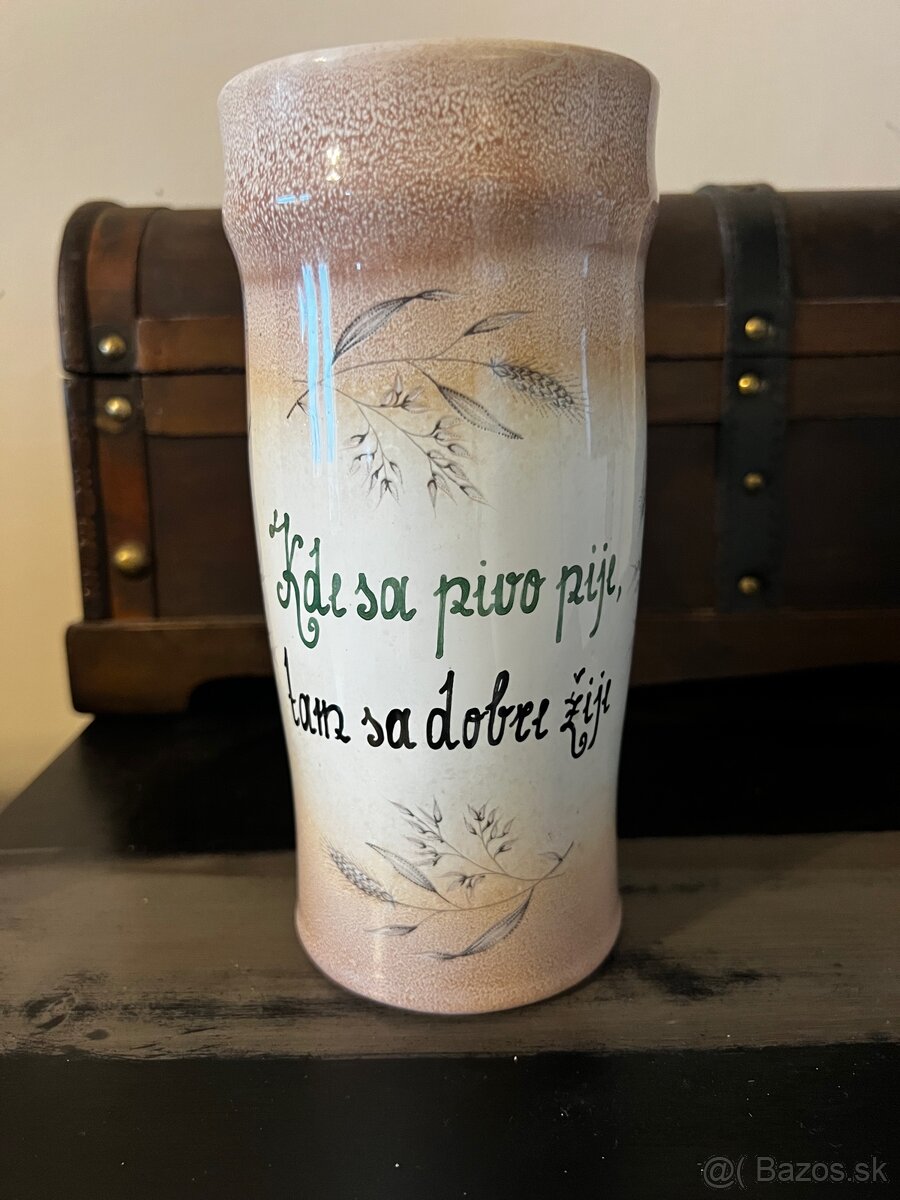 Kde sa pivo pije,
tam sa dobre žije
@( Bazos.sk